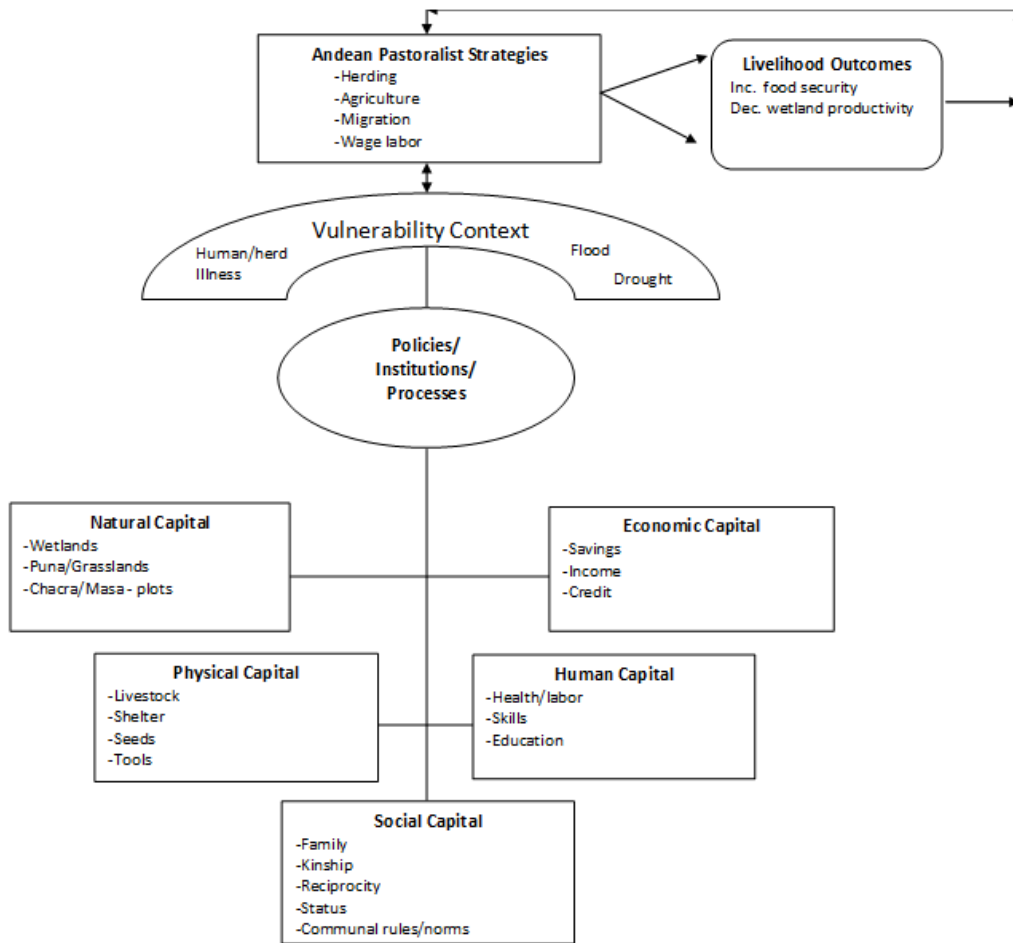 Andean Pastoralist Strategies
-Herding
-Agriculture
-Migration
-Wage labor
Livelihood Outcomes
Inc. food security
Dec. wetland productivity
Vulnerability Context
Human/herd
Illness
Flood
Drought
Policies/
Institutions/
Processes
Natural Capital
-Wetlands
-Puna/Grasslands
-Chacra/Masa - plots
Economic Capital
-Savings
-Income
-Credit
Physical Capital
-Livestock
-Shelter
-Seeds
-Tools
Human Capital
-Health/labor
-Skills
-Education
Social Capital
-Family
-Kinship
-Reciprocity
-Status
-Communal rules/norms